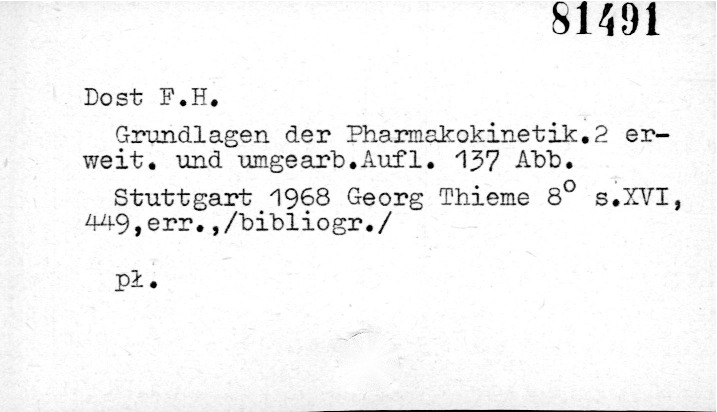 81491
Dost F.H.
Grundlagen der Pharmakokinetik.2 er-
weit. und umgearb.Aufl. 137 Abb.
Stuttgart 1968 Georg Thieme 8° s.XVI,
449,err.,/bibliogr./
pł.